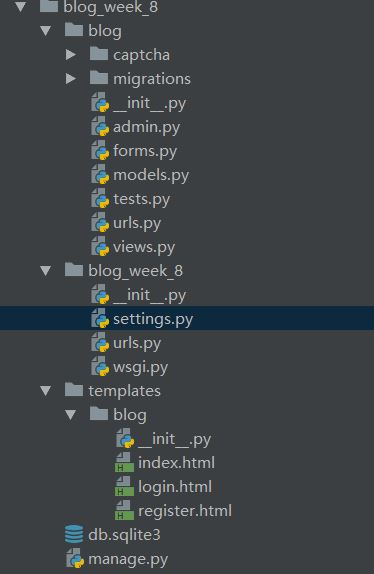 blog_week_8
blog
captcha
migrations
__init__.py
admin.py
forms.py
models.py
tests.py
urls.py
views.py
blog_week_8
__init__.py
settings.py
urls.py
wsgi.py
templates
blog
__init__.py
index.html
login.html
register.html
db.sqlite3
manage.py